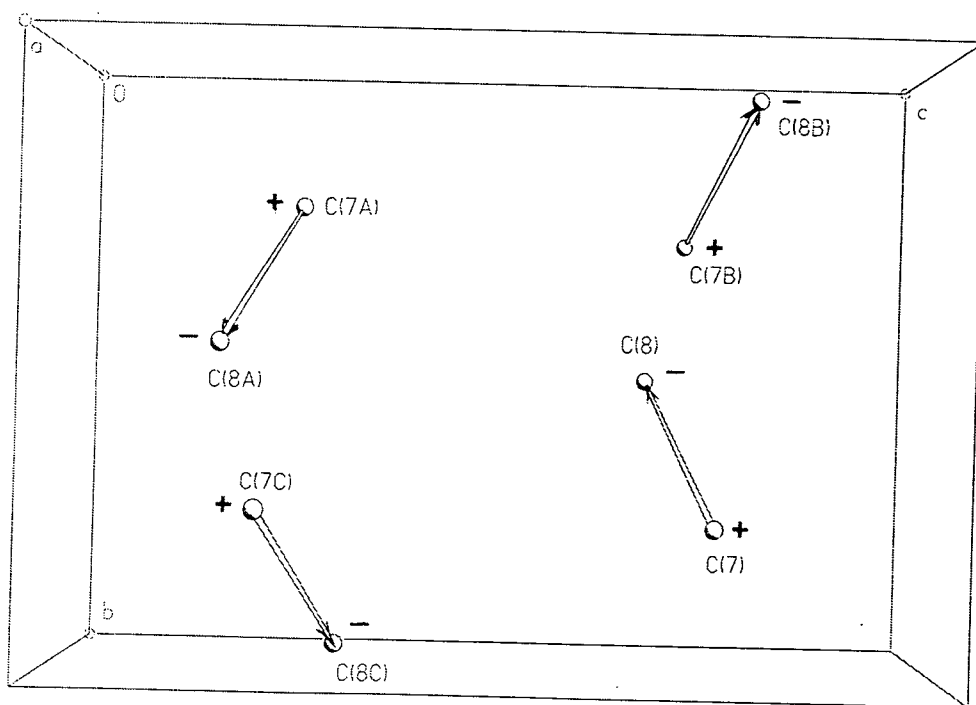 a
0
c
−
C(8B)
+ C(7A)
+
C(7B)
C(8)
−
−
C(8A)
C(7C)
+
+
C(7)
b
−
C(8C)